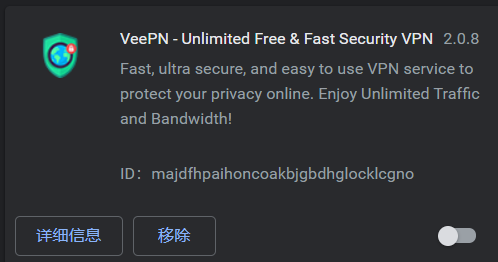 VeePN - Unlimited Free & Fast Security VPN 2.0.8
Fast, ultra secure, and easy to use VPN service to
protect your privacy online. Enjoy Unlimited Traffic
and Bandwidth!
ID：majdfhpaihoncoakbjgbdhglocklcgno
详细信息 移除